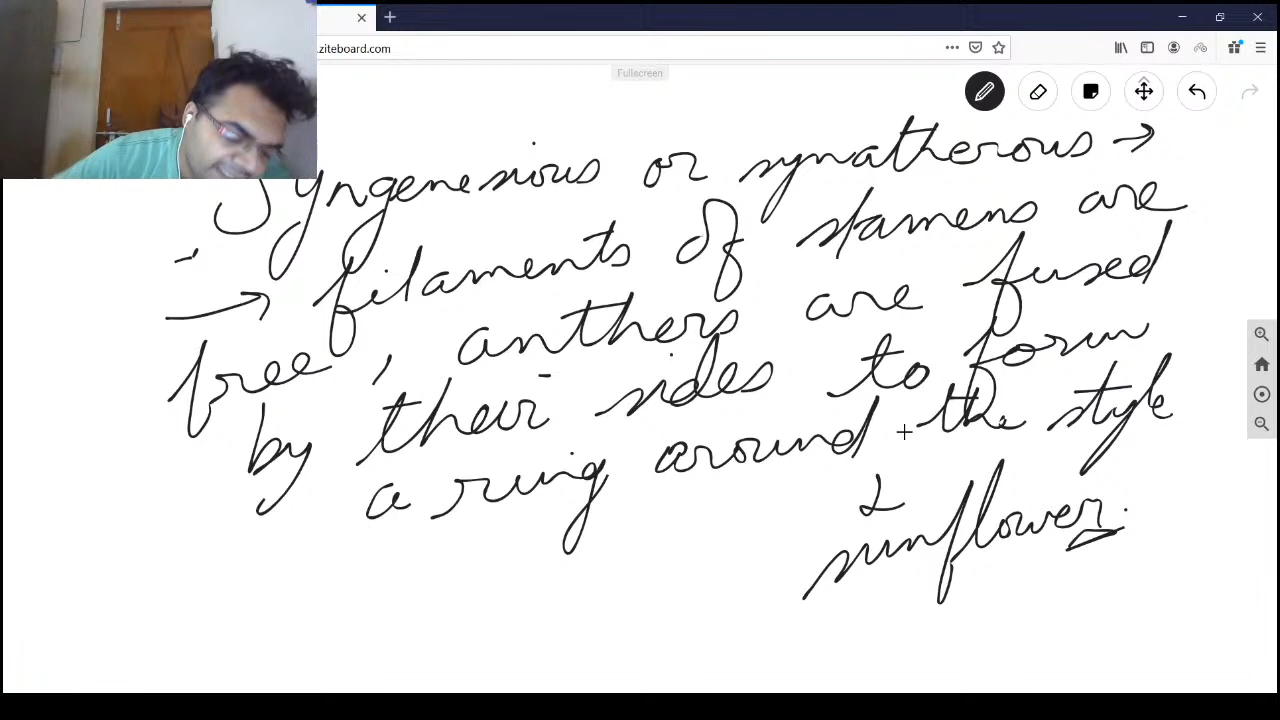 ziteboard.com
Fullscreen
Syngenesious or synatherous →
→ filaments of stamens are
free, anthers are fused
by their sides to form
a ring around the style
sunflower.